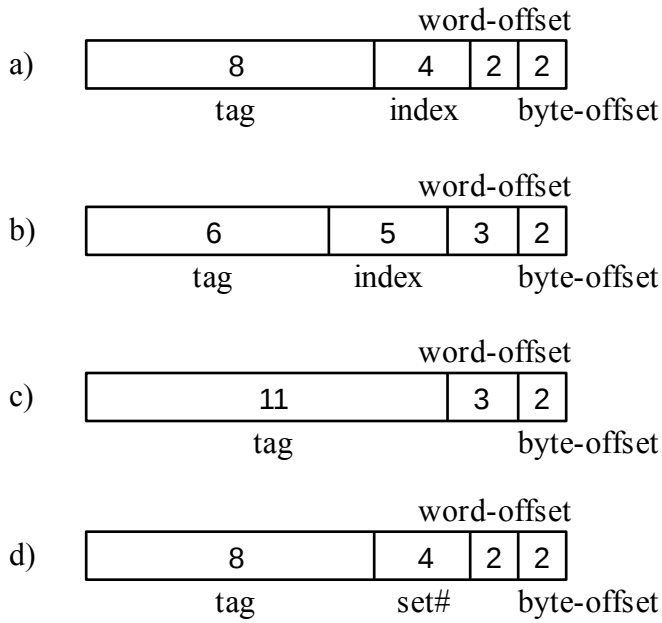 word-offset
a) 8 4 2 2
tag index byte-offset
word-offset
b) 6 5 3 2
tag index byte-offset
word-offset
c) 11 3 2
tag byte-offset
word-offset
d) 8 4 2 2
tag set# byte-offset